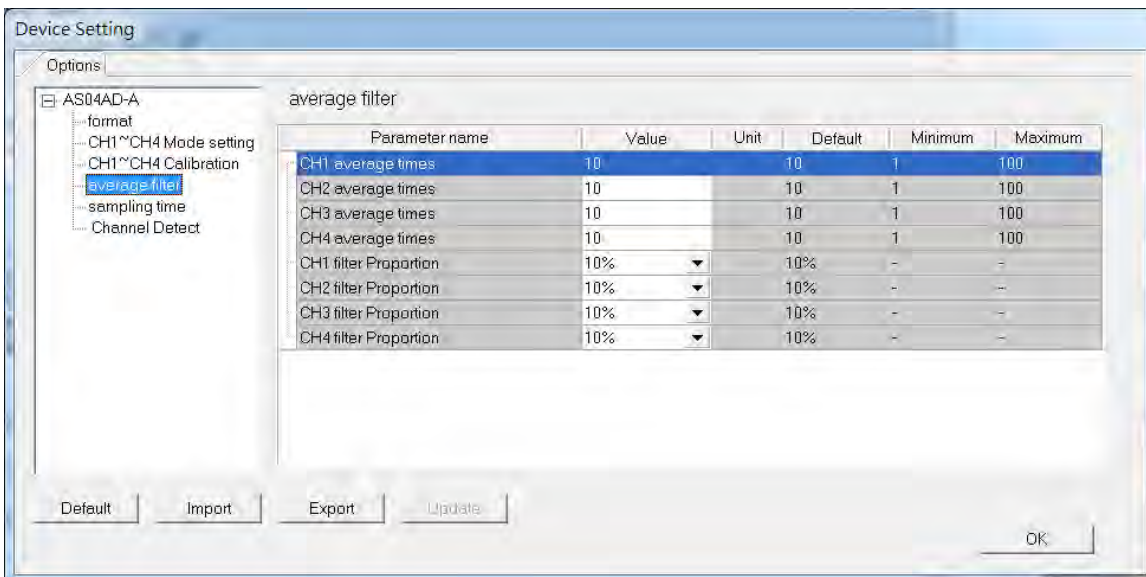 Device Setting
Options
AS04AD-A
format
CH1~CH4 Mode setting
CH1~CH4 Calibration
average filter
sampling time
Channel Detect
average filter
Parameter name Value Unit Default Minimum Maximum
CH1 average times 10 10 1 100
CH2 average times 10 10 1 100
CH3 average times 10 10 1 100
CH4 average times 10 10 1 100
CH1 filter Proportion 10% 10% - -
CH2 filter Proportion 10% 10% - -
CH3 filter Proportion 10% 10% - -
CH4 filter Proportion 10% 10% - -
Default Import Export Update
OK